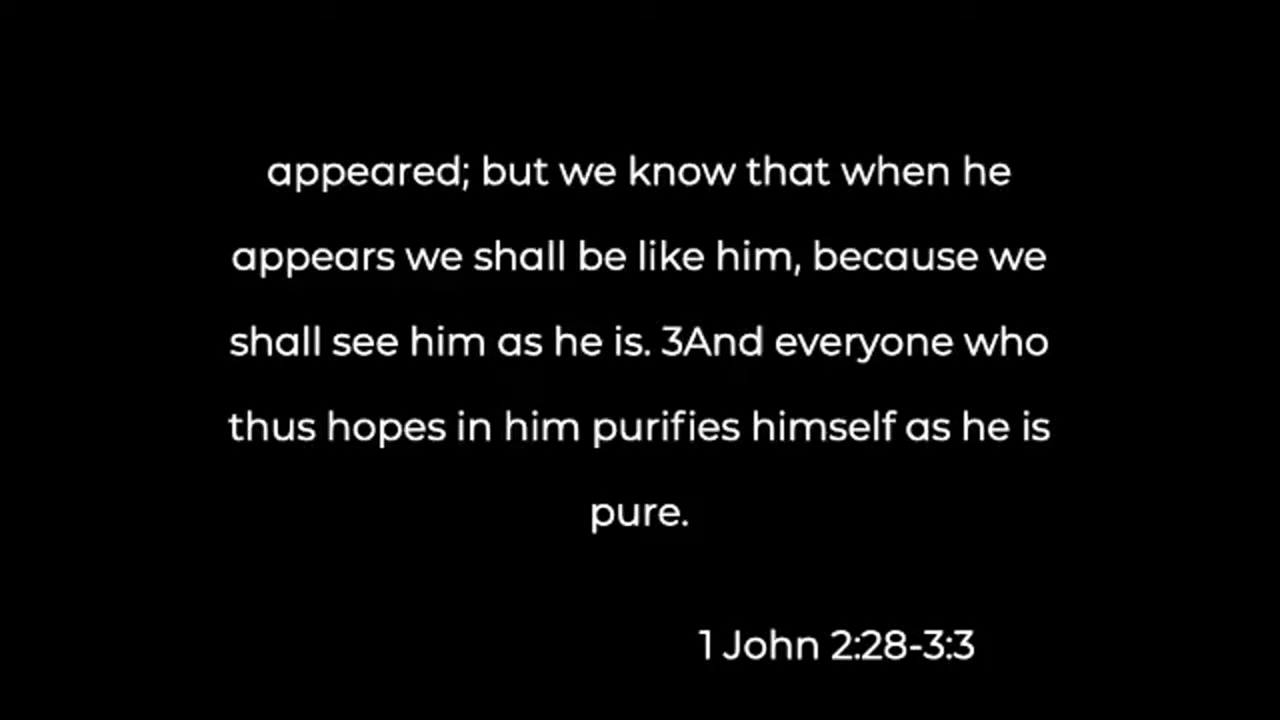 appeared; but we know that when he
appears we shall be like him, because we
shall see him as he is. 3And everyone who
thus hopes in him purifies himself as he is
pure.
1 John 2:28-3:3